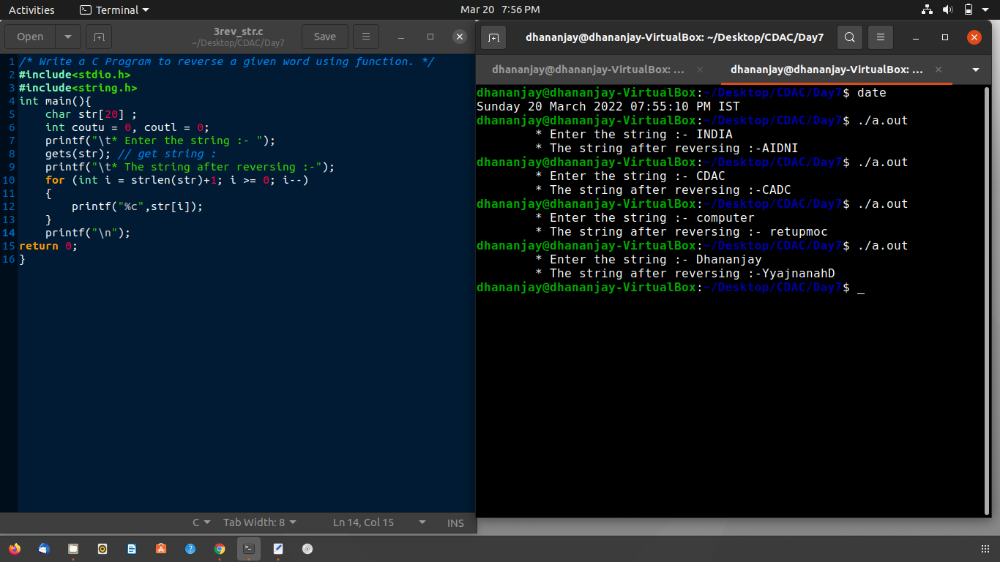 Activities Terminal Mar 20 7:56 PM
Open 3rev_str.c Save
~/Desktop/CDAC/Day7
1 /* Write a C Program to reverse a given word using function. */
2 #include<stdio.h>
3 #include<string.h>
4 int main(){
5 char str[20] ;
6 int coutu = 0, coutl = 0;
7 printf("\t* Enter the string :- ");
8 gets(str); // get string :
9 printf("\t* The string after reversing :-");
10 for (int i = strlen(str)+1; i >= 0; i--)
11 {
12 printf("%c",str[i]);
13 }
14 printf("\n");
15 return 0;
16 }
C Tab Width: 8 Ln 14, Col 15 INS
dhananjay@dhananjay-VirtualBox: ~/Desktop/CDAC/Day7
dhananjay@dhananjay-VirtualBox: ... dhananjay@dhananjay-VirtualBox: ...
dhananjay@dhananjay-VirtualBox:~/Desktop/CDAC/Day7$ date
Sunday 20 March 2022 07:55:10 PM IST
dhananjay@dhananjay-VirtualBox:~/Desktop/CDAC/Day7$ ./a.out
* Enter the string :- INDIA
* The string after reversing :-AIDNI
dhananjay@dhananjay-VirtualBox:~/Desktop/CDAC/Day7$ ./a.out
* Enter the string :- CDAC
* The string after reversing :-CADC
dhananjay@dhananjay-VirtualBox:~/Desktop/CDAC/Day7$ ./a.out
* Enter the string :- computer
* The string after reversing :- retupmoc
dhananjay@dhananjay-VirtualBox:~/Desktop/CDAC/Day7$ ./a.out
* Enter the string :- Dhananjay
* The string after reversing :-YyajnanahD
dhananjay@dhananjay-VirtualBox:~/Desktop/CDAC/Day7$ _